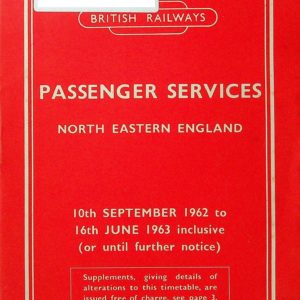 BRITISH RAILWAYS
PASSENGER SERVICES
NORTH EASTERN ENGLAND
10th SEPTEMBER 1962 to
16th JUNE 1963 inclusive
(or until further notice)
Supplements, giving details of
alterations to this timetable, are
issued free of charge, see page 3.